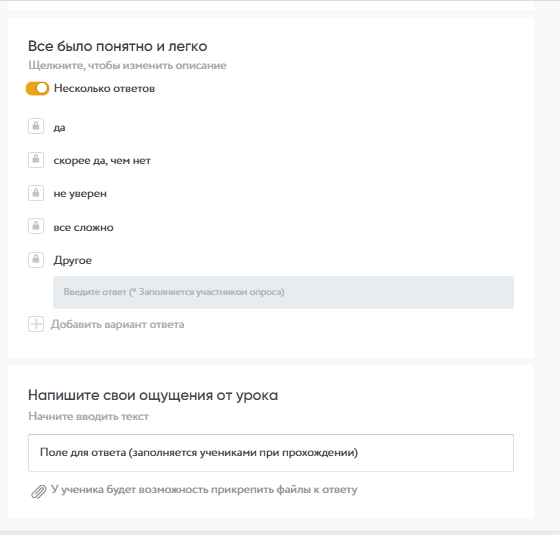 Все было понятно и легко
Щелкните, чтобы изменить описание
Несколько ответов
да
скорее да, чем нет
не уверен
все сложно
Другое
Введите ответ (* Заполняется участником опроса)
Добавить вариант ответа
Напишите свои ощущения от урока
Начните вводить текст
Поле для ответа (заполняется учениками при прохождении)
У ученика будет возможность прикрепить файлы к ответу